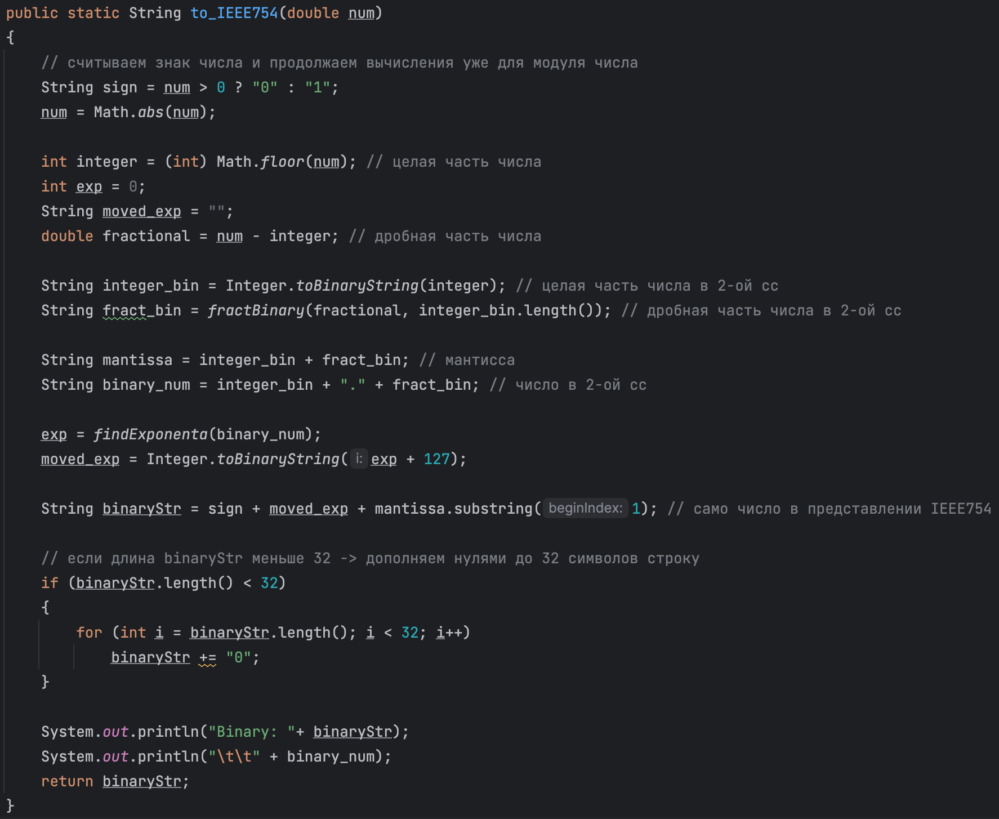 public static String to_IEEE754(double num)
{
    // считываем знак числа и продолжаем вычисления уже для модуля числа
    String sign = num > 0 ? "0" : "1";
    num = Math.abs(num);

    int integer = (int) Math.floor(num); // целая часть числа
    int exp = 0;
    String moved_exp = "";
    double fractional = num - integer; // дробная часть числа

    String integer_bin = Integer.toBinaryString(integer); // целая часть числа в 2-ой сс
    String fract_bin = fractBinary(fractional, integer_bin.length()); // дробная часть числа в 2-ой сс

    String mantissa = integer_bin + fract_bin; // мантисса
    String binary_num = integer_bin + "." + fract_bin; // число в 2-ой сс

    exp = findExponenta(binary_num);
    moved_exp = Integer.toBinaryString( i: exp + 127);

    String binaryStr = sign + moved_exp + mantissa.substring( beginIndex: 1); // само число в представлении IEEE754

    // если длина binaryStr меньше 32 -> дополняем нулями до 32 символов строку
    if (binaryStr.length() < 32)
    {
        for (int i = binaryStr.length(); i < 32; i++)
            binaryStr += "0";
    }

    System.out.println("Binary: "+ binaryStr);
    System.out.println("\t\t" + binary_num);
    return binaryStr;
}